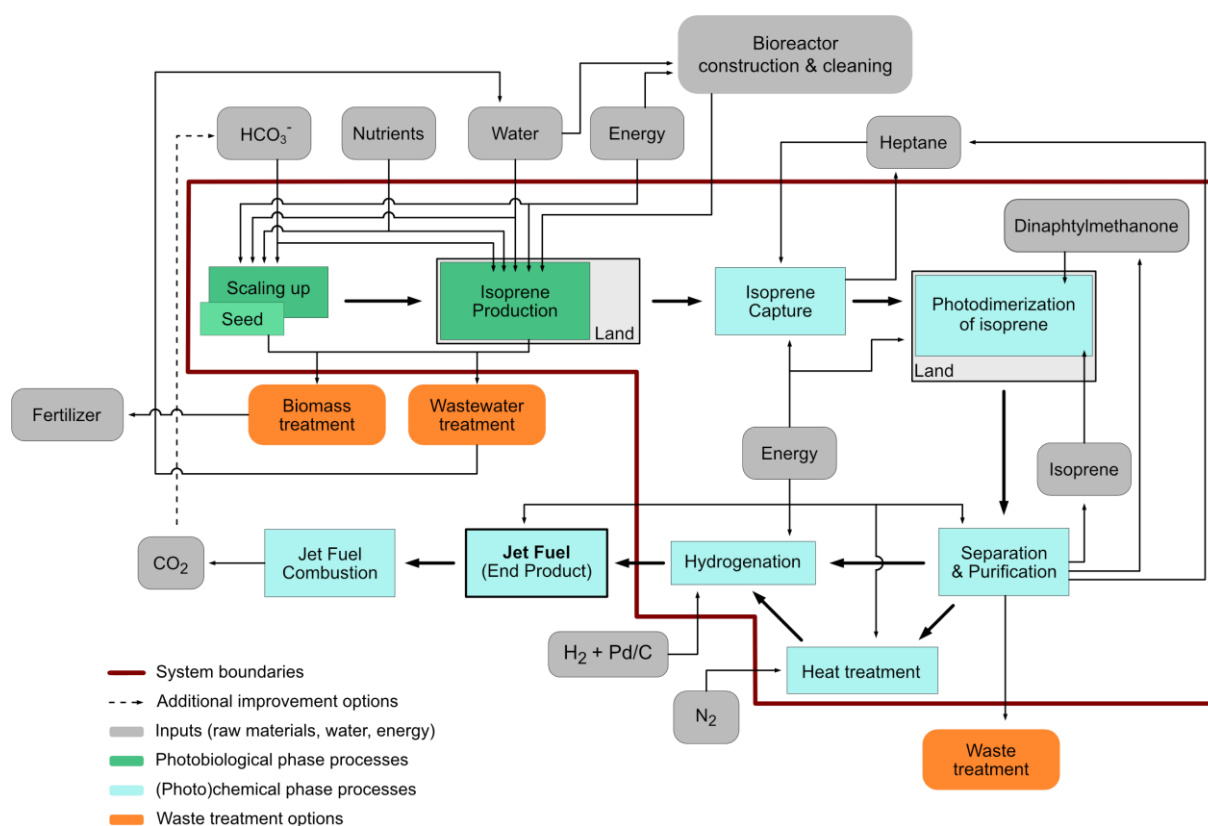 Bioreactor
construction & cleaning
HCO₃⁻
Nutrients
Water
Energy
Heptane
Dinaphtylmethanone
Scaling up
Seed
Isoprene
Production
Land
Isoprene
Capture
Photodimerization
of isoprene
Land
Fertilizer
Biomass
treatment
Wastewater
treatment
Energy
Isoprene
CO₂
Jet Fuel
Combustion
Jet Fuel
(End Product)
Hydrogenation
Separation
& Purification
H₂ + Pd/C
Heat treatment
N₂
Waste
treatment
System boundaries
Additional improvement options
Inputs (raw materials, water, energy)
Photobiological phase processes
(Photo)chemical phase processes
Waste treatment options